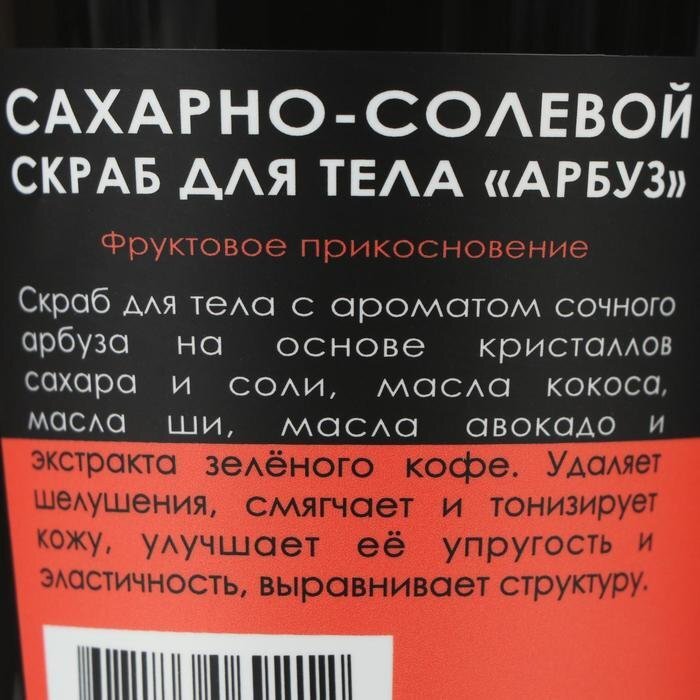 САХАРНО-СОЛЕВОЙ
СКРАБ ДЛЯ ТЕЛА «АРБУЗ»
Фруктовое прикосновение
Скраб для тела с ароматом сочного
арбуза на основе кристаллов
сахара и соли, масла кокоса,
масла ши, масла авокадо и
экстракта зелёного кофе. Удаляет
шелушения, смягчает и тонизирует
кожу, улучшает её упругость и
эластичность, выравнивает структуру.